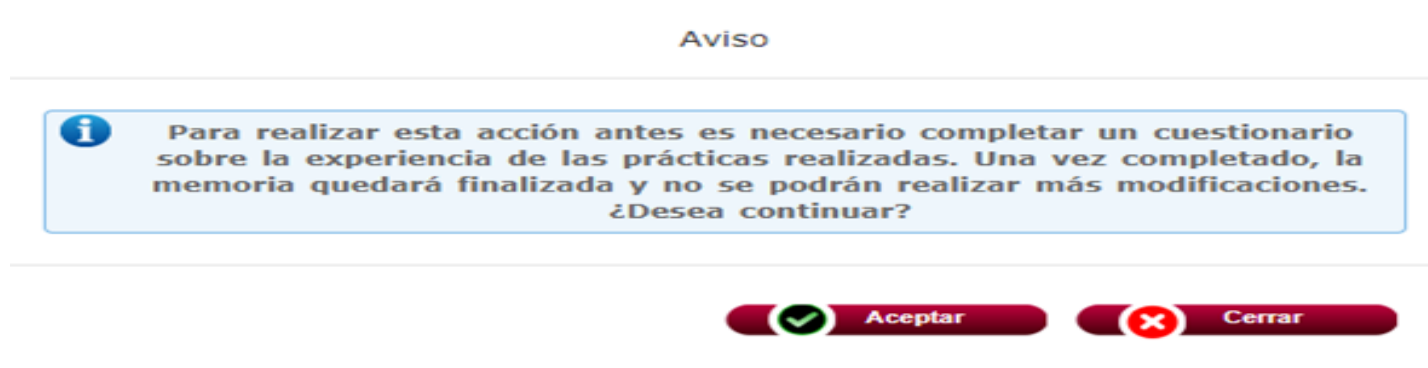 Aviso
Para realizar esta acción antes es necesario completar un cuestionario
sobre la experiencia de las prácticas realizadas. Una vez completado, la
memoria quedará finalizada y no se podrán realizar más modificaciones.
¿Desea continuar?
Aceptar
Cerrar